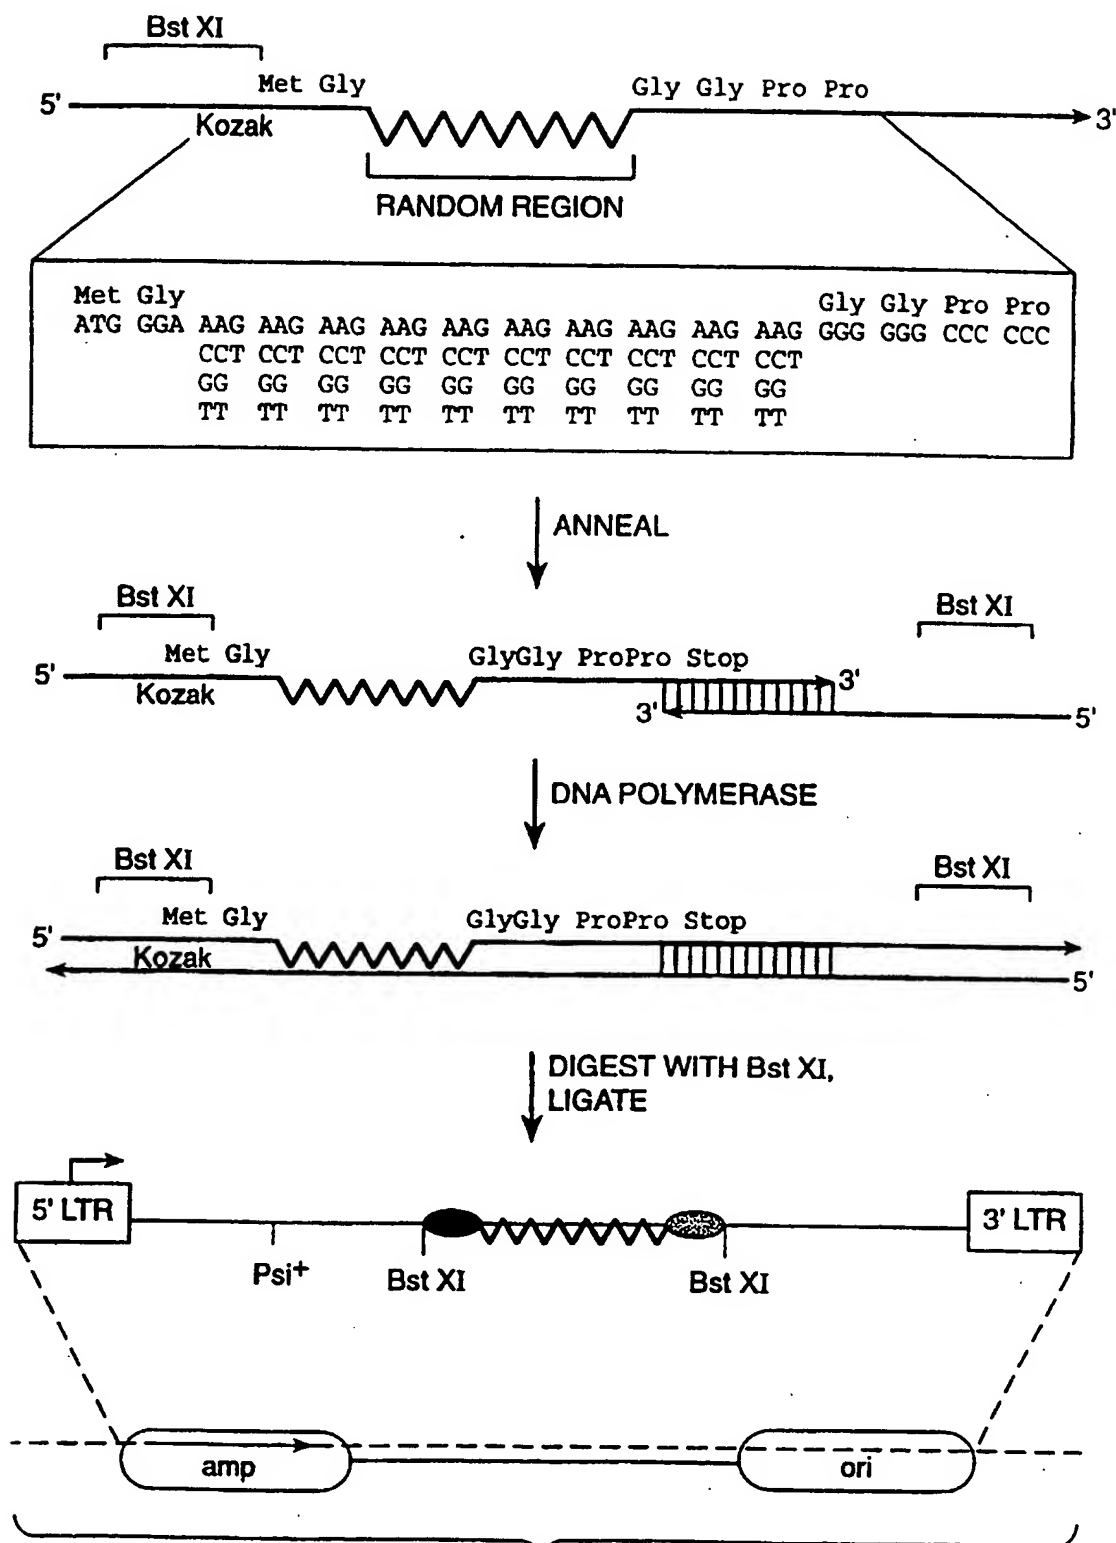 Bst XI
Met Gly Gly Gly Pro Pro
5' 3'
Kozak
RANDOM REGION
Met Gly Gly Gly Pro Pro
ATG GGA AAG AAG AAG AAG AAG AAG AAG AAG AAG AAG GGG GGG CCC CCC
CCT CCT CCT CCT CCT CCT CCT CCT CCT CCT
GG GG GG GG GG GG GG GG GG GG
TT TT TT TT TT TT TT TT TT TT
ANNEAL
Bst XI Bst XI
Met Gly GlyGly ProPro Stop
5' 3'
Kozak
3' 5'
DNA POLYMERASE
Bst XI Bst XI
Met Gly GlyGly ProPro Stop
5'
Kozak
5'
DIGEST WITH Bst XI,
LIGATE
5' LTR 3' LTR
Psi+ Bst XI Bst XI
amp ori